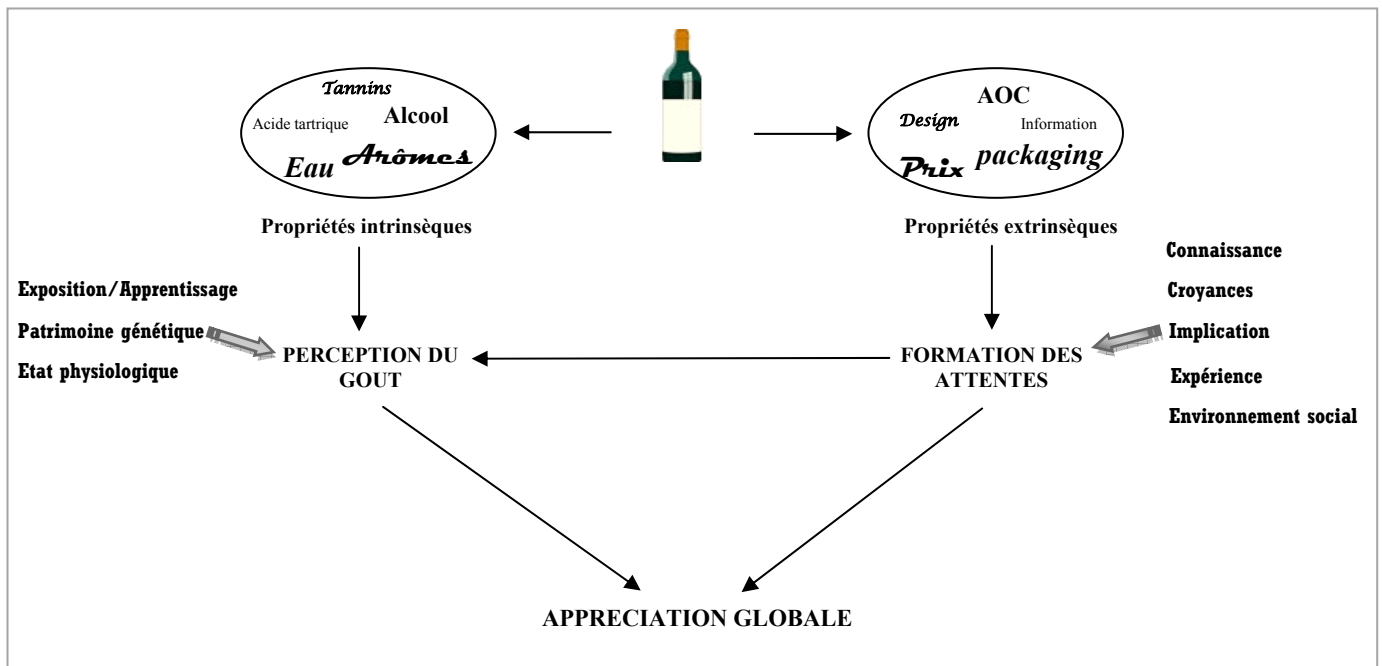 Tannins
Acide tartrique
Alcool
Eau
Arômes
AOC
Design
Information
Prix
packaging
Propriétés intrinsèques
Propriétés extrinsèques
Exposition/Apprentissage
Patrimoine génétique
Etat physiologique
Connaissance
Croyances
Implication
Expérience
Environnement social
PERCEPTION DU
GOUT
FORMATION DES
ATTENTES
APPRECIATION GLOBALE